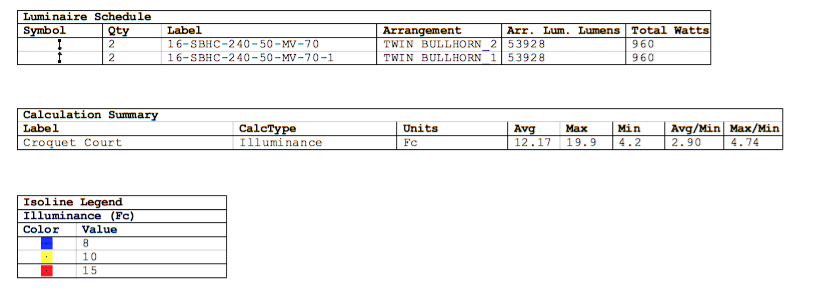 Luminaire Schedule
Symbol Qty Label Arrangement Arr. Lum. Lumens Total Watts
2 16-SBHC-240-50-MV-70 TWIN BULLHORN_2 53928 960
2 16-SBHC-240-50-MV-70-1 TWIN BULLHORN 1 53928 960
Calculation Summary
Label CalcType Units Avg Max Min Avg/Min Max/Min
Croquet Court Illuminance Fc 12.17 19.9 4.2 2.90 4.74
Isoline Legend
Illuminance (Fc)
Color Value
8
10
15